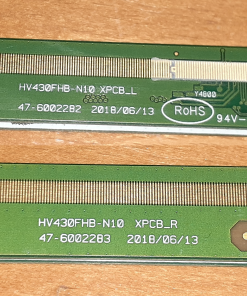 Y4600
HV430FHB-N10 XPCB_L
47-6002282 2018/06/13
RoHS
94V-
HV430FHB-N10 XPCB_R
47-6002283 2018/06/13